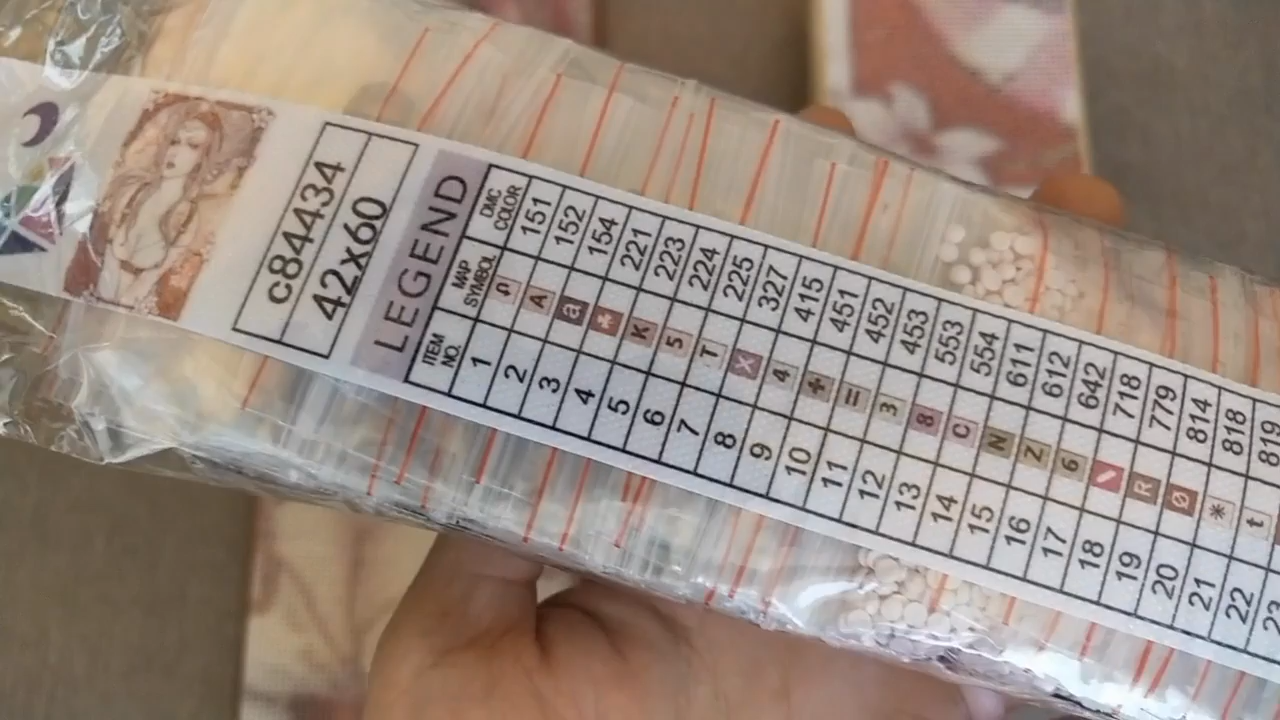 c84434
42x60
LEGEND
ITEM NO. MAP SYMBOL DMC COLOR
1 151
2 A 152
3 a 154
4 * 221
5 K 223
6 5 224
7 T 225
8 X 327
9 4 415
10 + 451
11 = 452
12 3 453
13 8 553
14 C 554
15 N 611
16 Z 612
17 6 642
18 \ 718
19 R 779
20 Ø 814
21 * 818
22 t 819
23